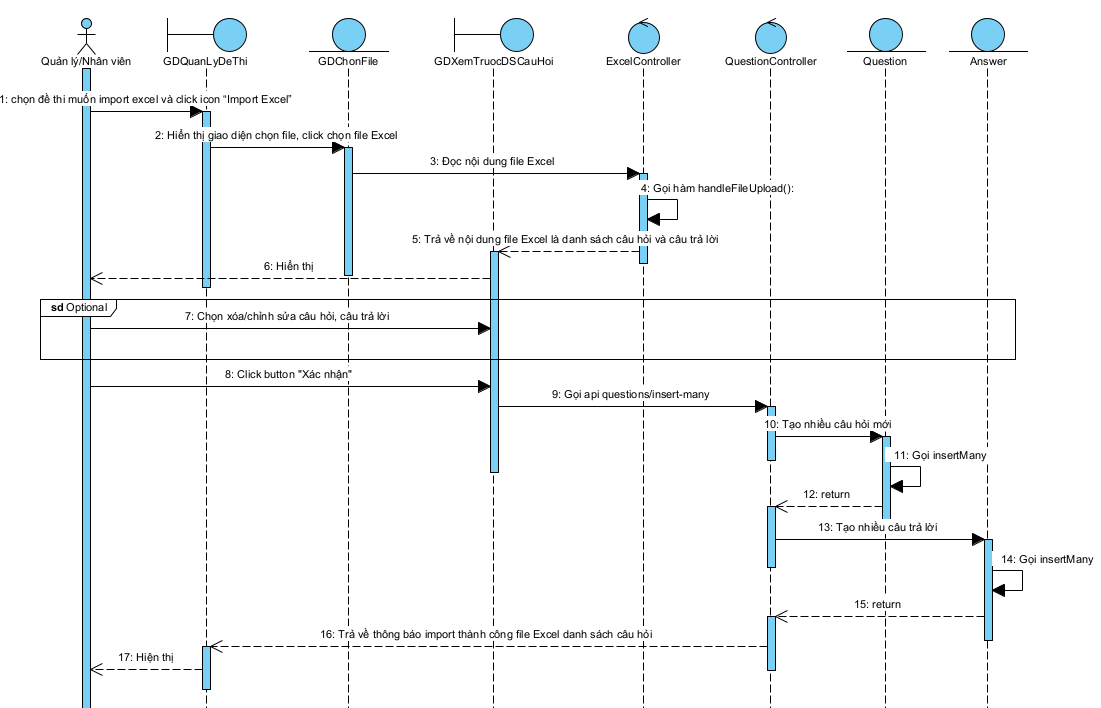 Quản lý/Nhân viên
GDQuanLyDeThi
GDChonFile
GDXemTruocDSCauHoi
ExcelController
QuestionController
Question
Answer
1: chọn đề thi muốn import excel và click icon “Import Excel”
2: Hiển thị giao diện chọn file, click chọn file Excel
3: Đọc nội dung file Excel
4: Gọi hàm handleFileUpload():
5: Trả về nội dung file Excel là danh sách câu hỏi và câu trả lời
6: Hiển thị
sd Optional
7: Chọn xóa/chỉnh sửa câu hỏi, câu trả lời
8: Click button "Xác nhận"
9: Gọi api questions/insert-many
10: Tạo nhiều câu hỏi mới
11: Gọi insertMany
12: return
13: Tạo nhiều câu trả lời
14: Gọi insertMany
15: return
16: Trả về thông báo import thành công file Excel danh sách câu hỏi
17: Hiện thị